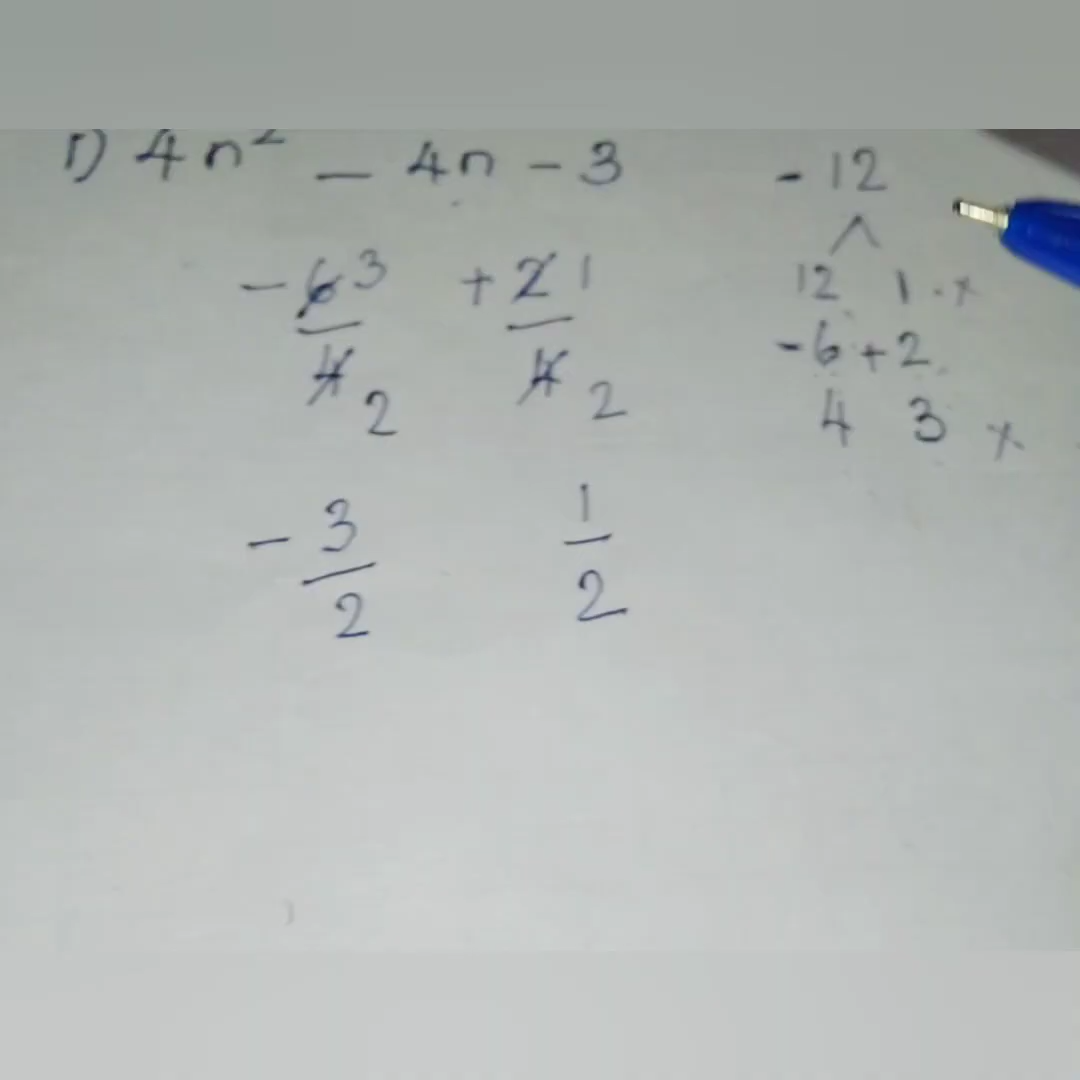 1) 4n² - 4n - 3
-12
12 1 . x
-6 + 2
4 3 x
-6 3 +2 1
4 2 4 2
-3/2 1/2